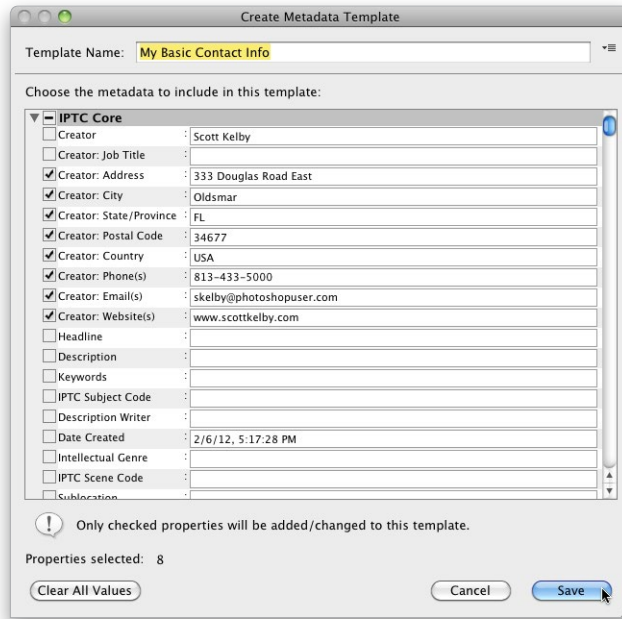 Create Metadata Template
Template Name: My Basic Contact Info
Choose the metadata to include in this template:
IPTC Core
Creator : Scott Kelby
Creator: Job Title :
Creator: Address : 333 Douglas Road East
Creator: City : Oldsmar
Creator: State/Province : FL
Creator: Postal Code : 34677
Creator: Country : USA
Creator: Phone(s) : 813-433-5000
Creator: Email(s) : skelby@photoshopuser.com
Creator: Website(s) : www.scottkelby.com
Headline :
Description :
Keywords :
IPTC Subject Code :
Description Writer :
Date Created : 2/6/12, 5:17:28 PM
Intellectual Genre :
IPTC Scene Code :
Sublocation :
Only checked properties will be added/changed to this template.
Properties selected: 8
Clear All Values Cancel Save